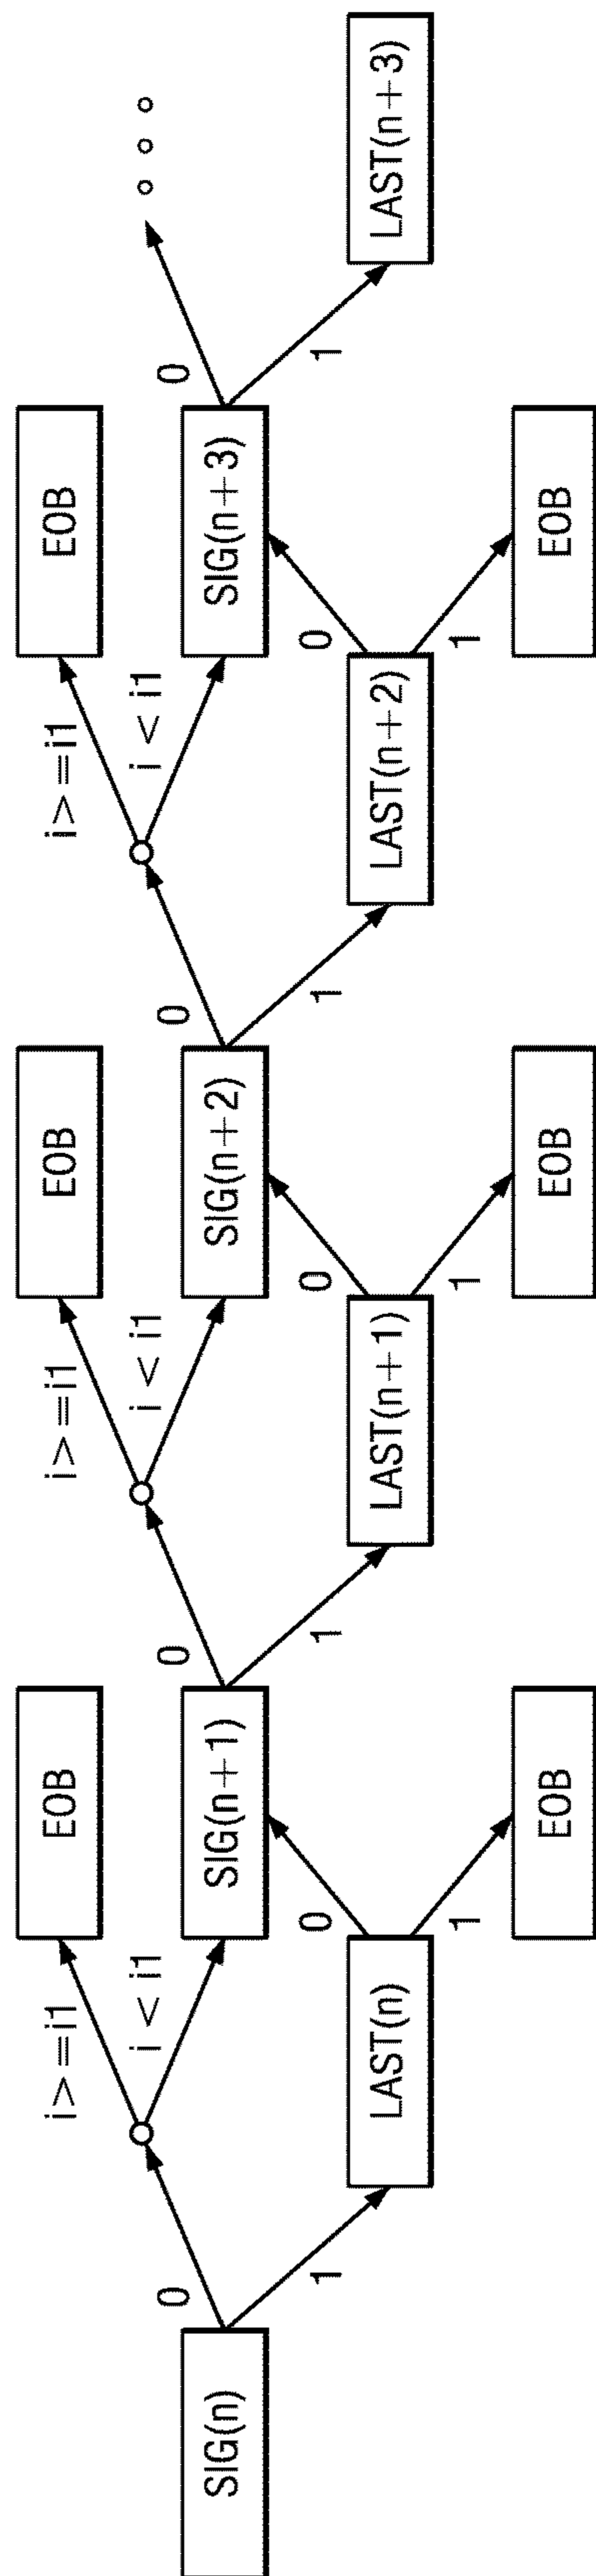 i>=i1
EOB
i>=i1
EOB
i>=i1
EOB
i < i1
i < i1
i < i1
0
0
0
0
SIG(n)
SIG(n+1)
SIG(n+2)
SIG(n+3)
1
0
1
0
1
0
1
LAST(n)
LAST(n+1)
LAST(n+2)
LAST(n+3)
1
1
1
EOB
EOB
EOB